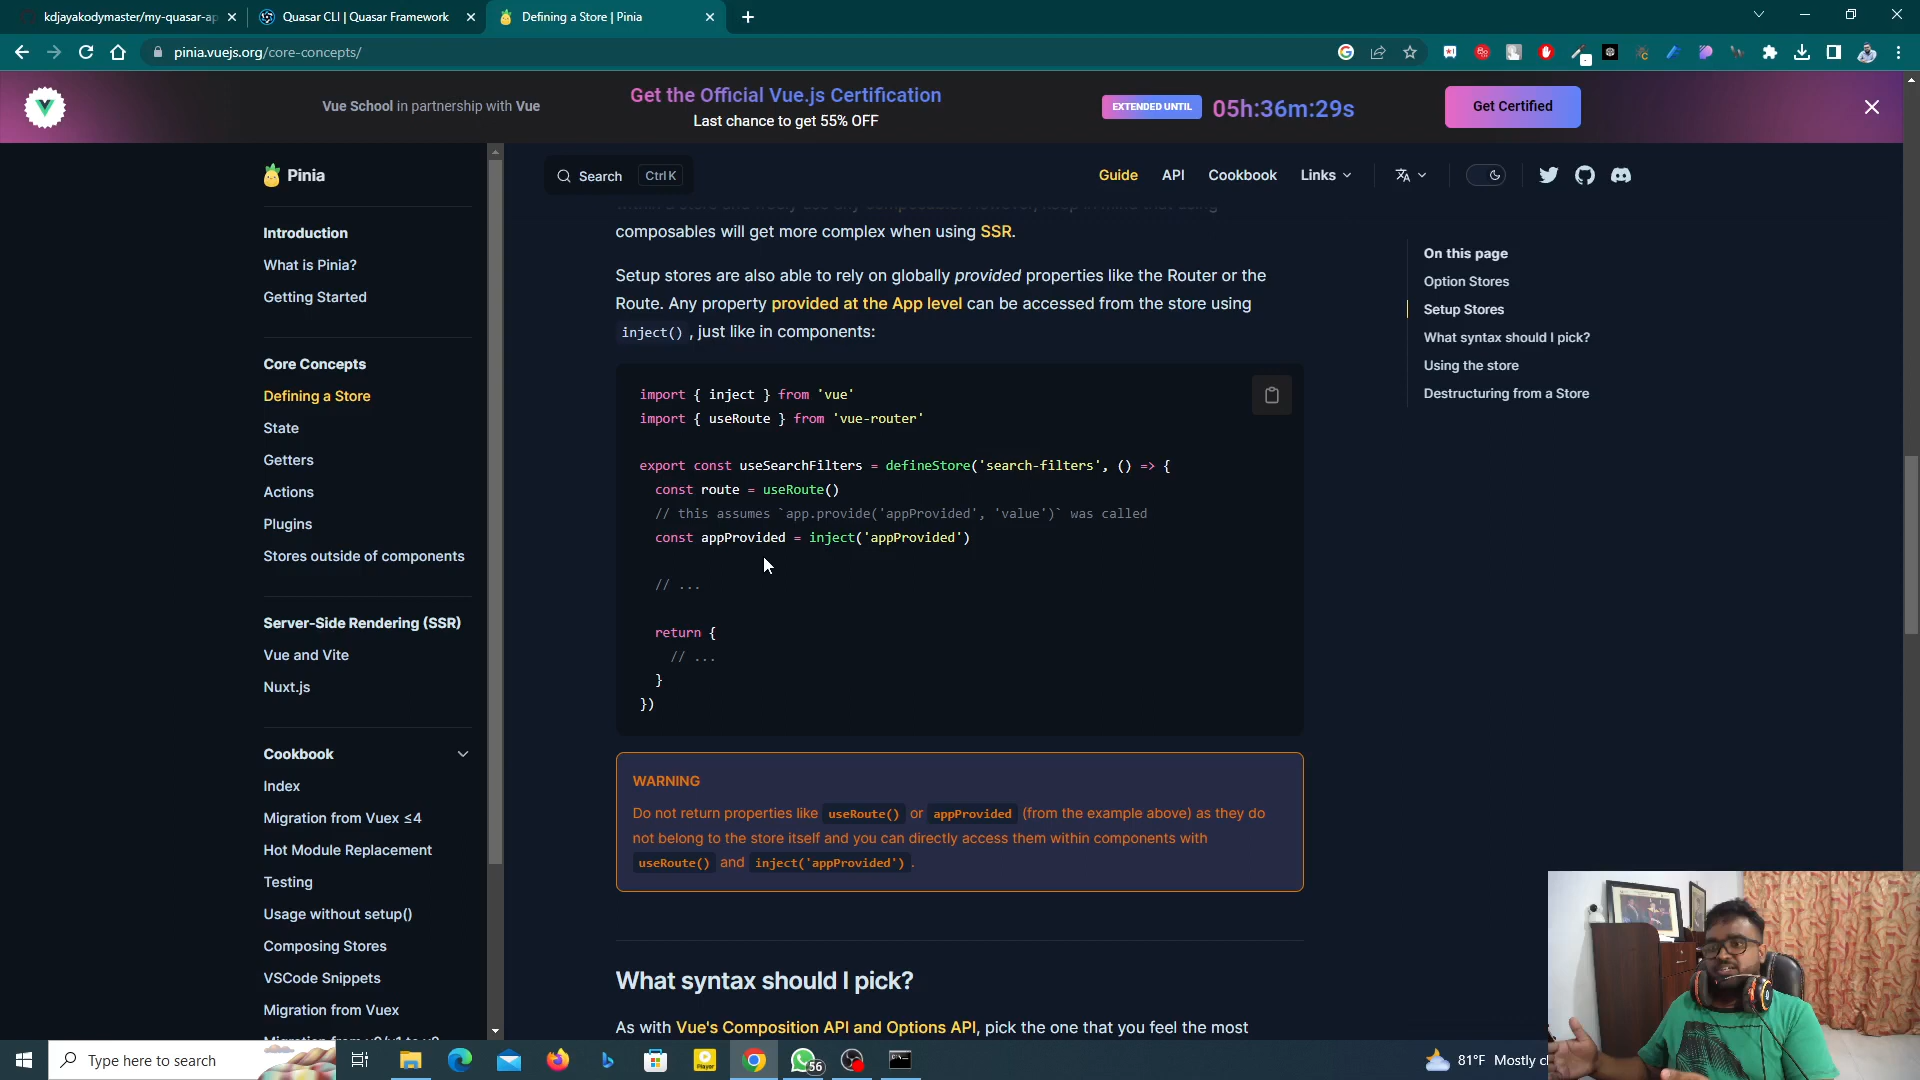 kdjayakodymaster/my-quasar-ap
Quasar CLI | Quasar Framework
Defining a Store | Pinia
pinia.vuejs.org/core-concepts/
Vue School in partnership with Vue
Get the Official Vue.js Certification
Last chance to get 55% OFF
EXTENDED UNTIL
05h:36m:29s
Get Certified
Pinia
Search
Ctrl K
Guide
API
Cookbook
Links
Introduction
What is Pinia?
Getting Started
Core Concepts
Defining a Store
State
Getters
Actions
Plugins
Stores outside of components
Server-Side Rendering (SSR)
Vue and Vite
Nuxt.js
Cookbook
Index
Migration from Vuex ≤4
Hot Module Replacement
Testing
Usage without setup()
Composing Stores
VSCode Snippets
Migration from Vuex
composables will get more complex when using SSR.
Setup stores are also able to rely on globally provided properties like the Router or the
Route. Any property provided at the App level can be accessed from the store using
inject() , just like in components:
import { inject } from 'vue'
import { useRoute } from 'vue-router'
export const useSearchFilters = defineStore('search-filters', () => {
const route = useRoute()
// this assumes `app.provide('appProvided', 'value')` was called
const appProvided = inject('appProvided')
// ...
return {
// ...
}
})
WARNING
Do not return properties like useRoute() or appProvided (from the example above) as they do
not belong to the store itself and you can directly access them within components with
useRoute() and inject('appProvided') .
What syntax should I pick?
As with Vue's Composition API and Options API, pick the one that you feel the most
On this page
Option Stores
Setup Stores
What syntax should I pick?
Using the store
Destructuring from a Store
Type here to search
Player
56
81°F Mostly cl